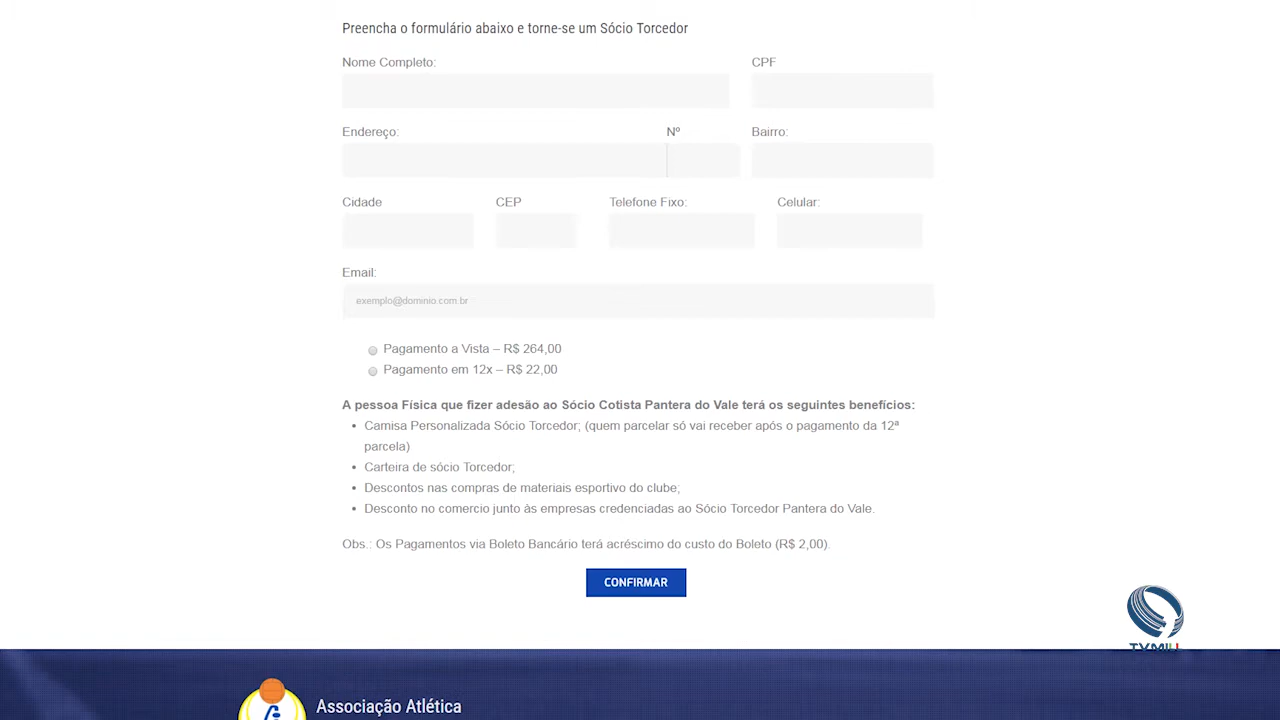 Preencha o formulário abaixo e torne-se um Sócio Torcedor
Nome Completo: CPF
Endereço: Nº Bairro:
Cidade CEP Telefone Fixo: Celular:
Email:
exemplo@dominio.com.br
Pagamento a Vista – R$ 264,00
Pagamento em 12x – R$ 22,00
A pessoa Física que fizer adesão ao Sócio Cotista Pantera do Vale terá os seguintes benefícios:
• Camisa Personalizada Sócio Torcedor; (quem parcelar só vai receber após o pagamento da 12ª
parcela)
• Carteira de sócio Torcedor;
• Descontos nas compras de materiais esportivo do clube;
• Desconto no comercio junto às empresas credenciadas ao Sócio Torcedor Pantera do Vale.
Obs.: Os Pagamentos via Boleto Bancário terá acréscimo do custo do Boleto (R$ 2,00).
CONFIRMAR
Associação Atlética